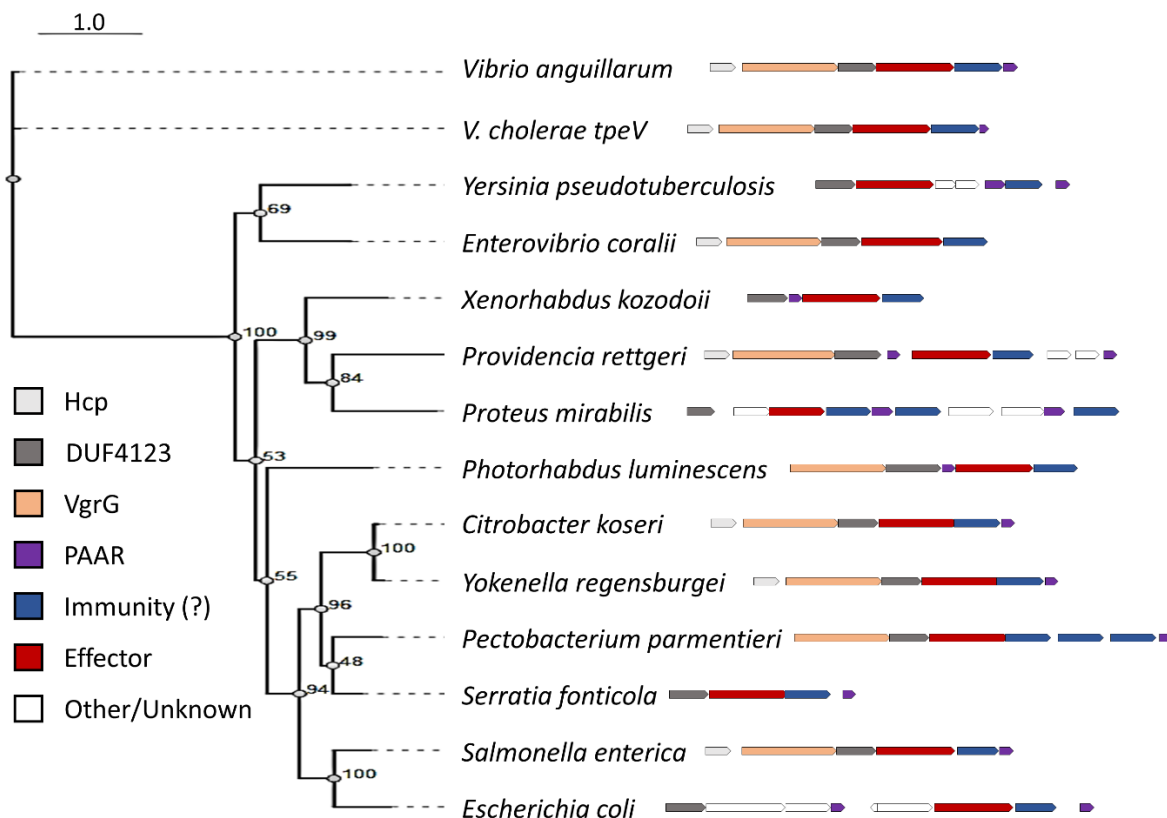 1.0
Vibrio anguillarum
V. cholerae tpeV
Yersinia pseudotuberculosis
69
Enterovibrio coralii
Xenorhabdus kozodoii
100
99
Providencia rettgeri
84
Hcp
Proteus mirabilis
DUF4123
53
Photorhabdus luminescens
VgrG
Citrobacter koseri
PAAR
100
55
Yokenella regensburgei
Immunity (?)
96
Pectobacterium parmentieri
Effector
48
94
Serratia fonticola
Other/Unknown
Salmonella enterica
100
Escherichia coli